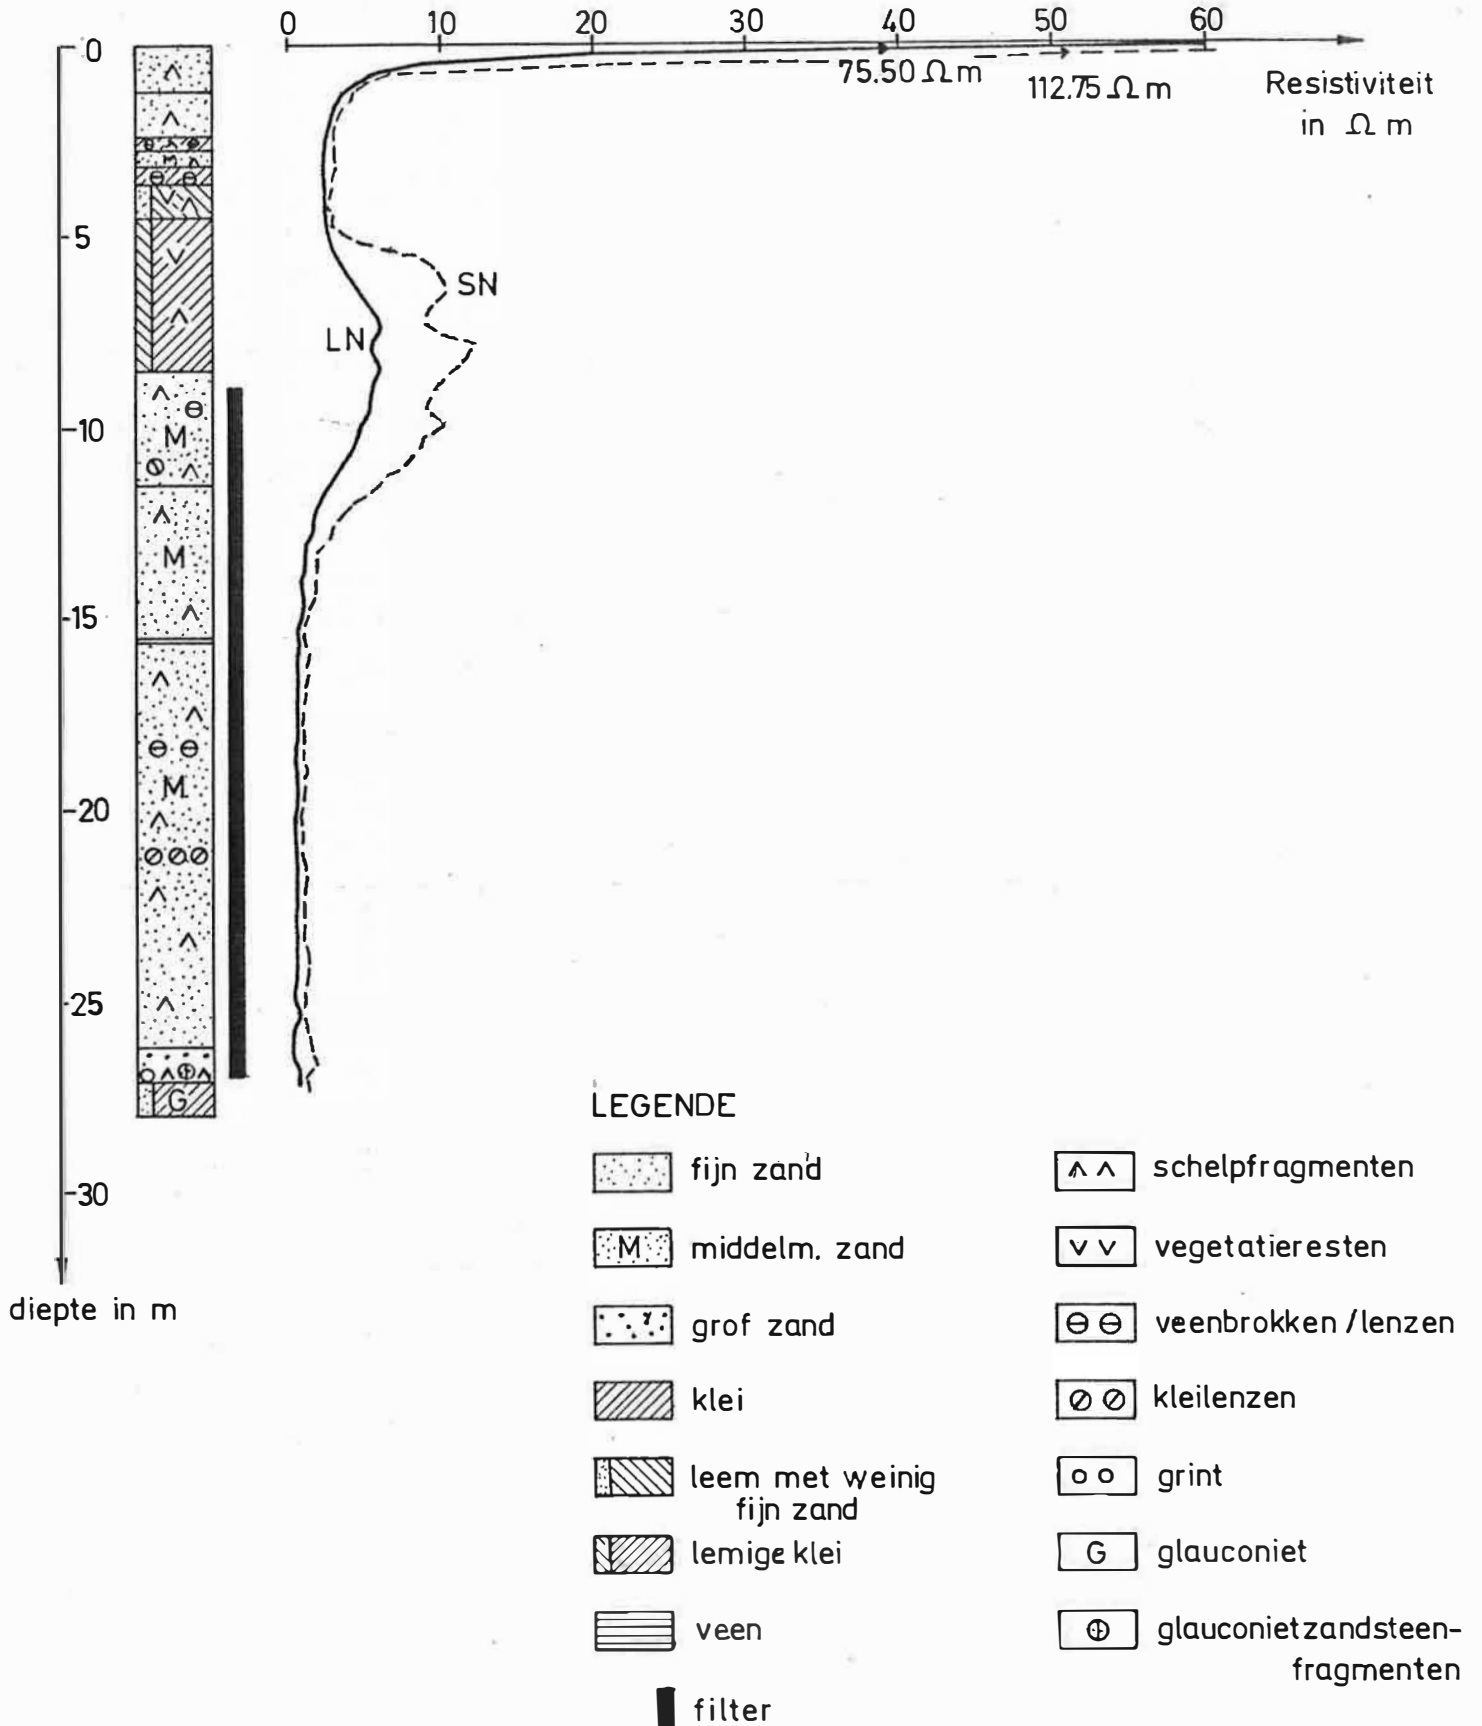 0 10 20 30 40 50 60
75.50 Ωm
112.75 Ωm
Resistiviteit
in Ω m
0
5
10
15
20
25
30
diepte in m
SN
LN
M
M
M
M
G
LEGENDE
fijn zand
M middelm. zand
grof zand
klei
leem met weinig
fijn zand
lemige klei
veen
filter
schelpfragmenten
vegetatieresten
veenbrokken /lenzen
kleilenzen
grint
G glauconiet
glauconietzandsteen-
fragmenten